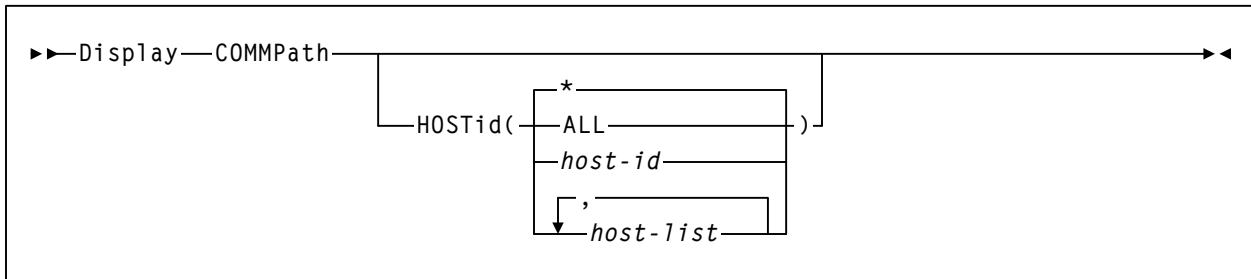 Display COMMPath
*
HOSTid( ALL )
host-id
,
host-list